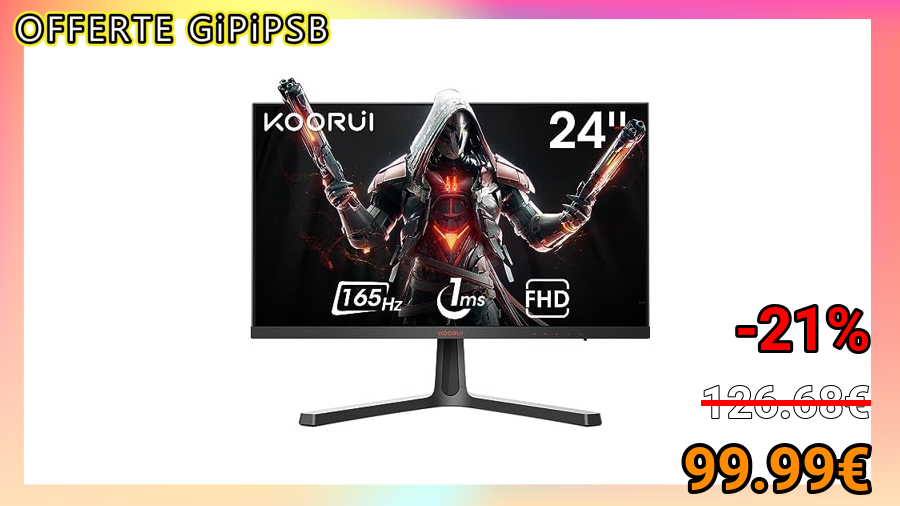 OFFERTE GiPiPSB
KOORUI
24"
165Hz
1ms
FHD
KOORUI
-21%
126.68€
99.99€